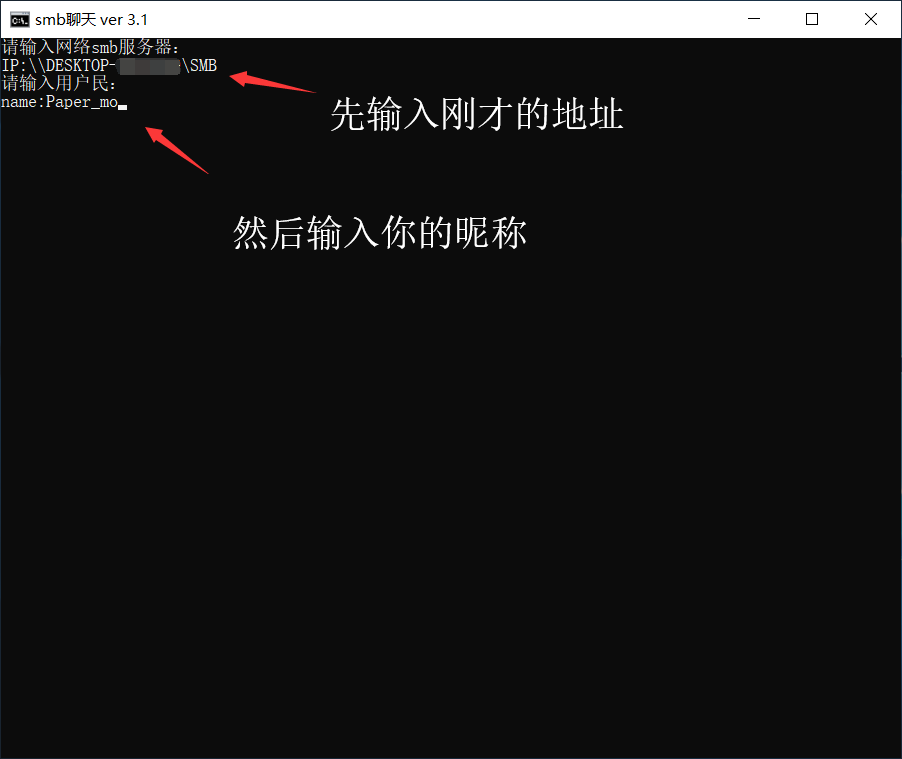 smb聊天 ver 3.1
请输入网络smb服务器:
IP:\\DESKTOP-\SMB
请输入用户民:
name:Paper_mo
先输入刚才的地址
然后输入你的昵称